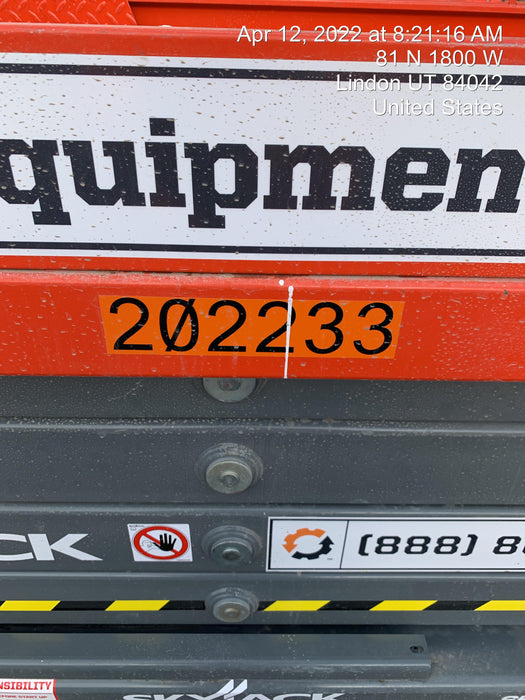 Apr 12, 2022 at 8:21:16 AM
81 N 1800 W
Lindon UT 84042
United States
quipmen
202233
CK
(888) 8
NSIBILITY
SKYJACK